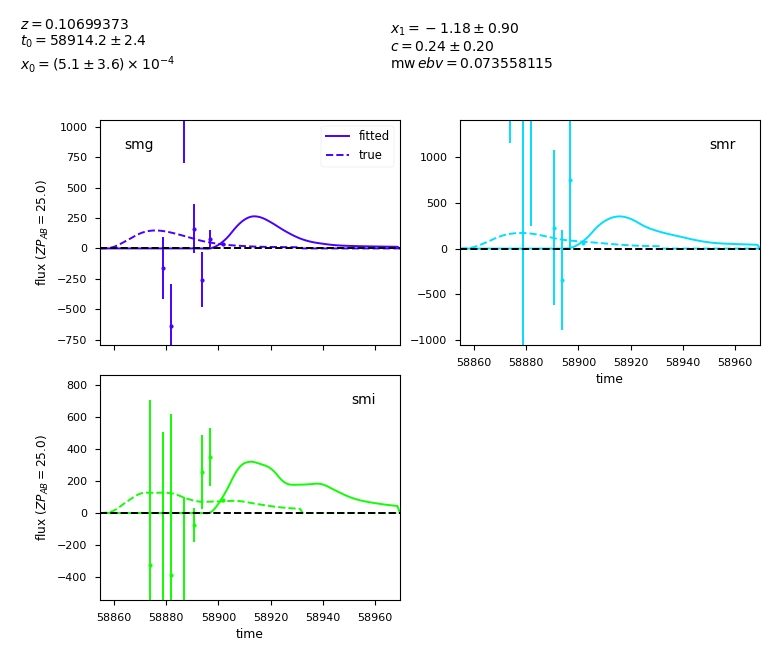 z = 0.10699373
t₀ = 58914.2 ± 2.4
x₀ = (5.1 ± 3.6) × 10⁻⁴
x₁ = −1.18 ± 0.90
c = 0.24 ± 0.20
mw ebv = 0.073558115
smg
fitted
true
1000
750
500
250
0
−250
−500
−750
flux (ZP_AB = 25.0)
smr
1000
500
0
−500
−1000
58860 58880 58900 58920 58940 58960
time
smi
800
600
400
200
0
−200
−400
flux (ZP_AB = 25.0)
58860 58880 58900 58920 58940 58960
time